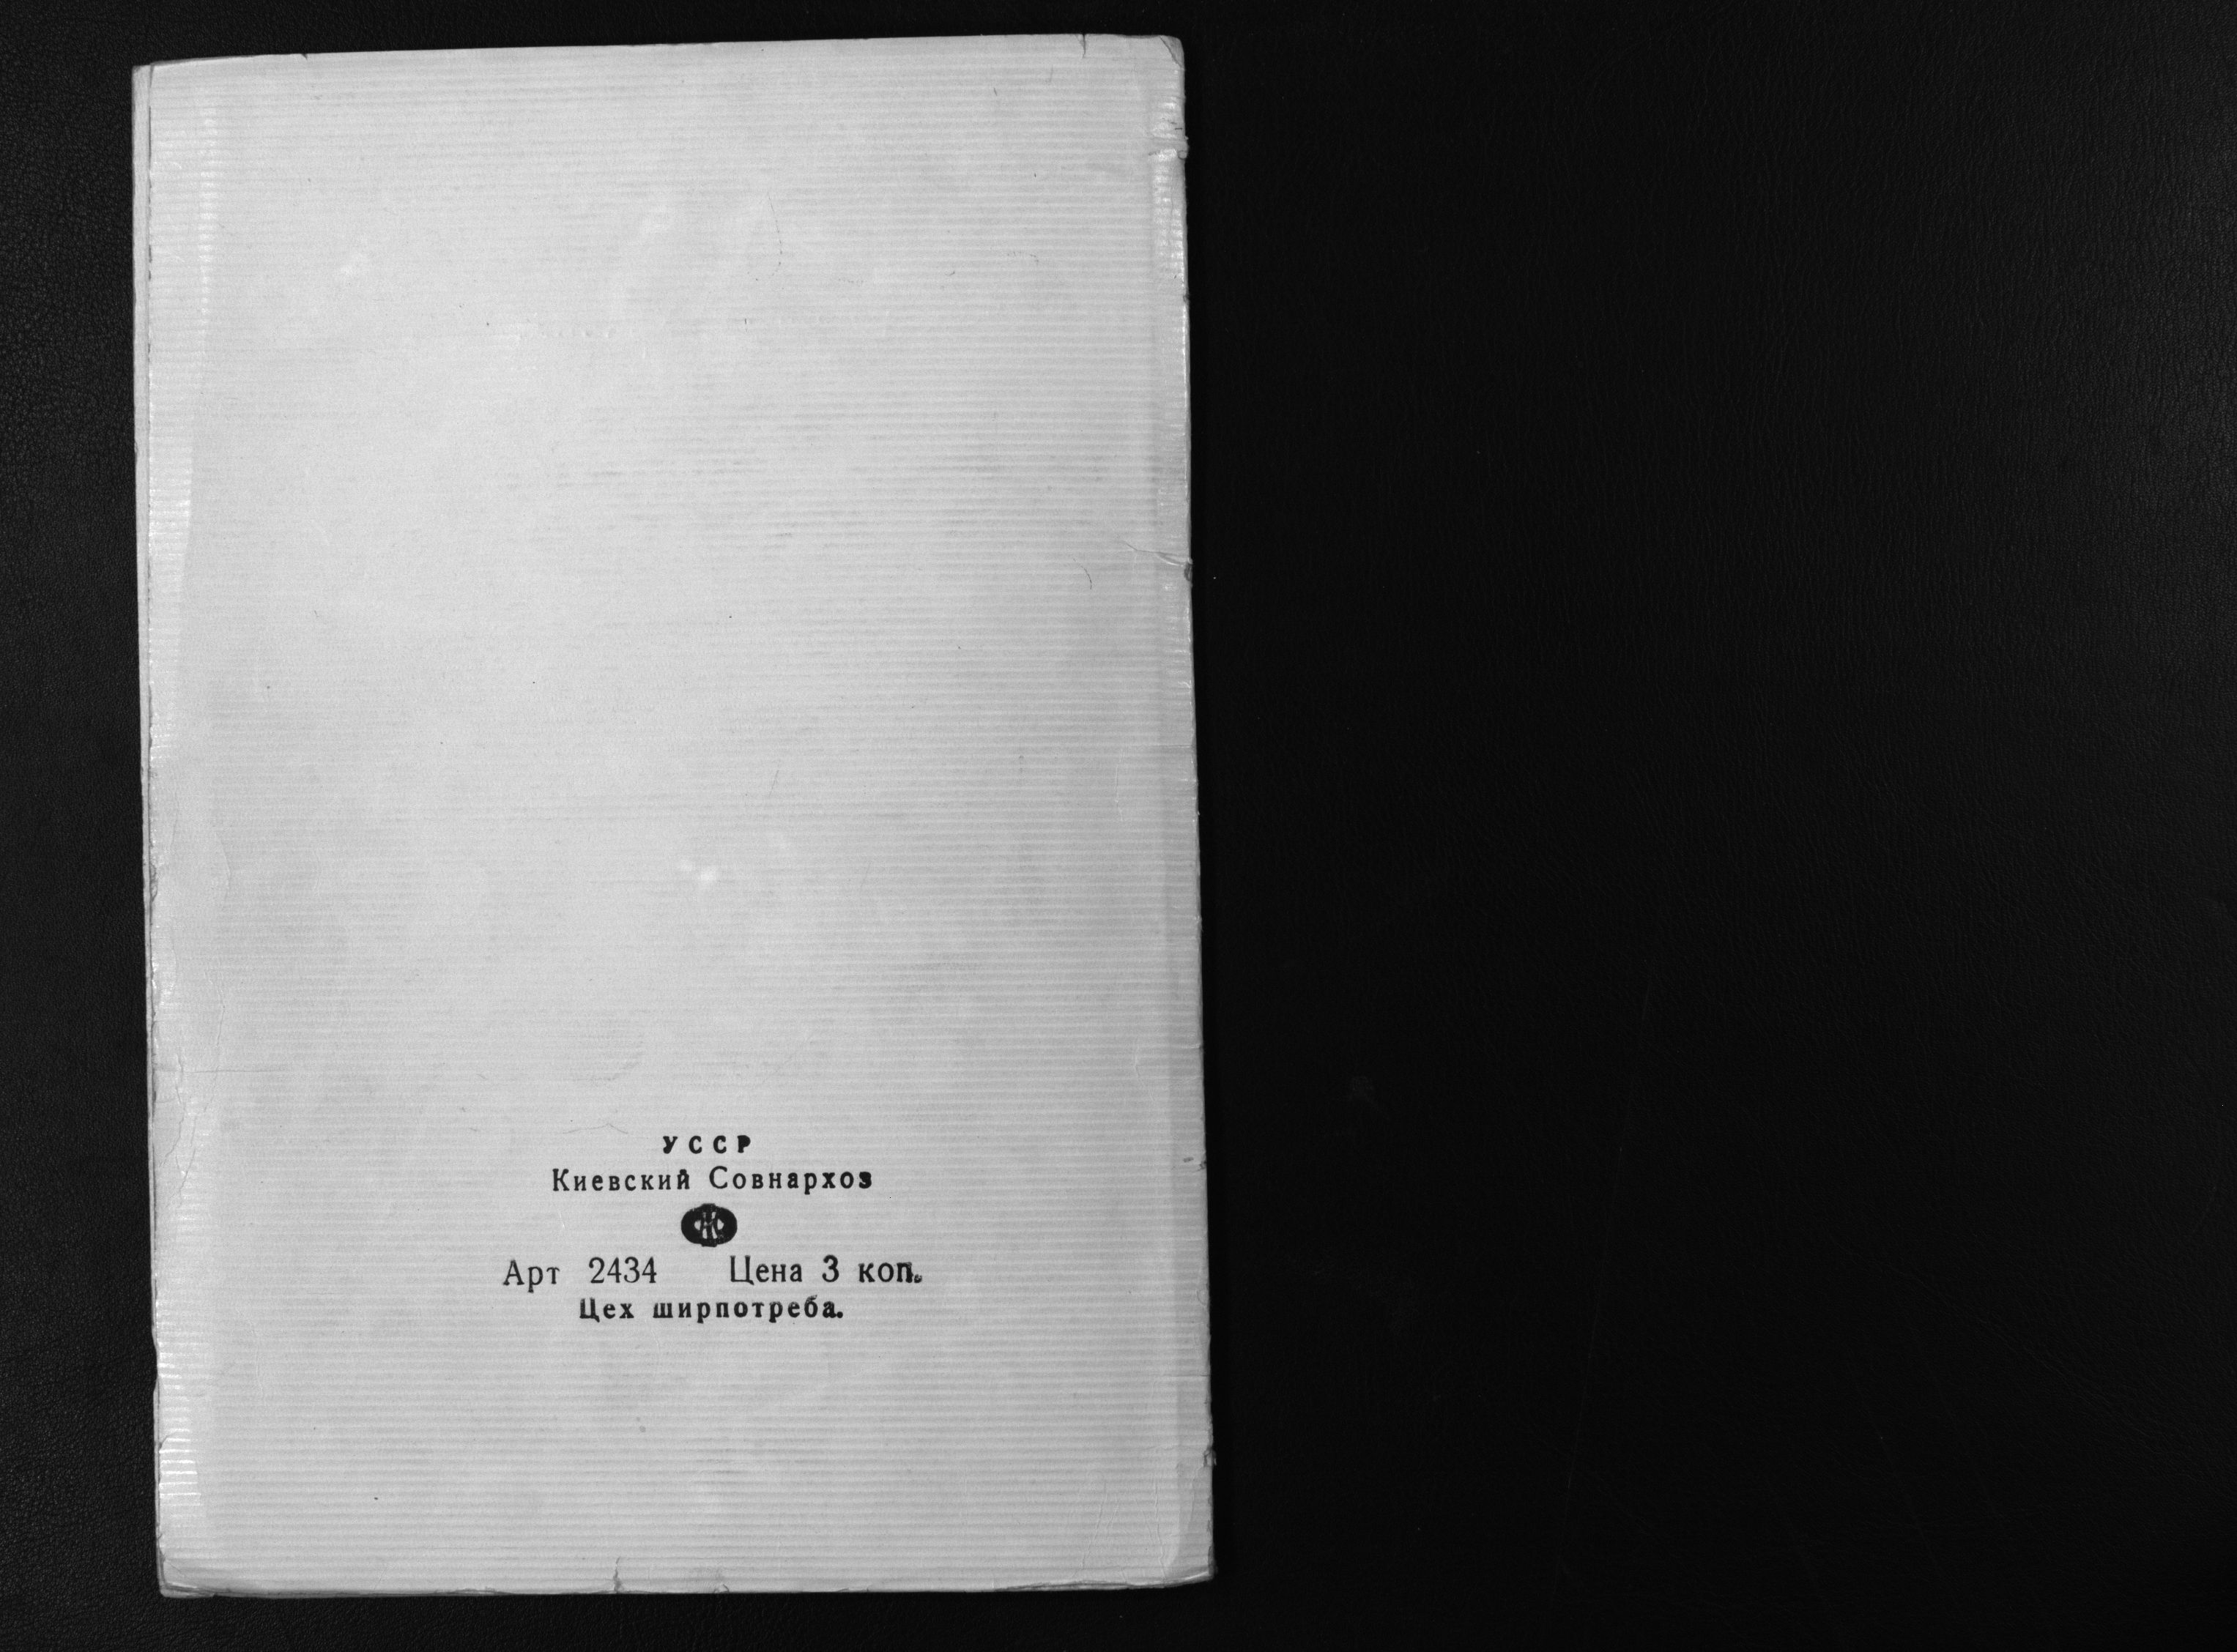 УССР
Киевский Совнархоз
Арт 2434 Цена 3 коп.
Цех ширпотреба.